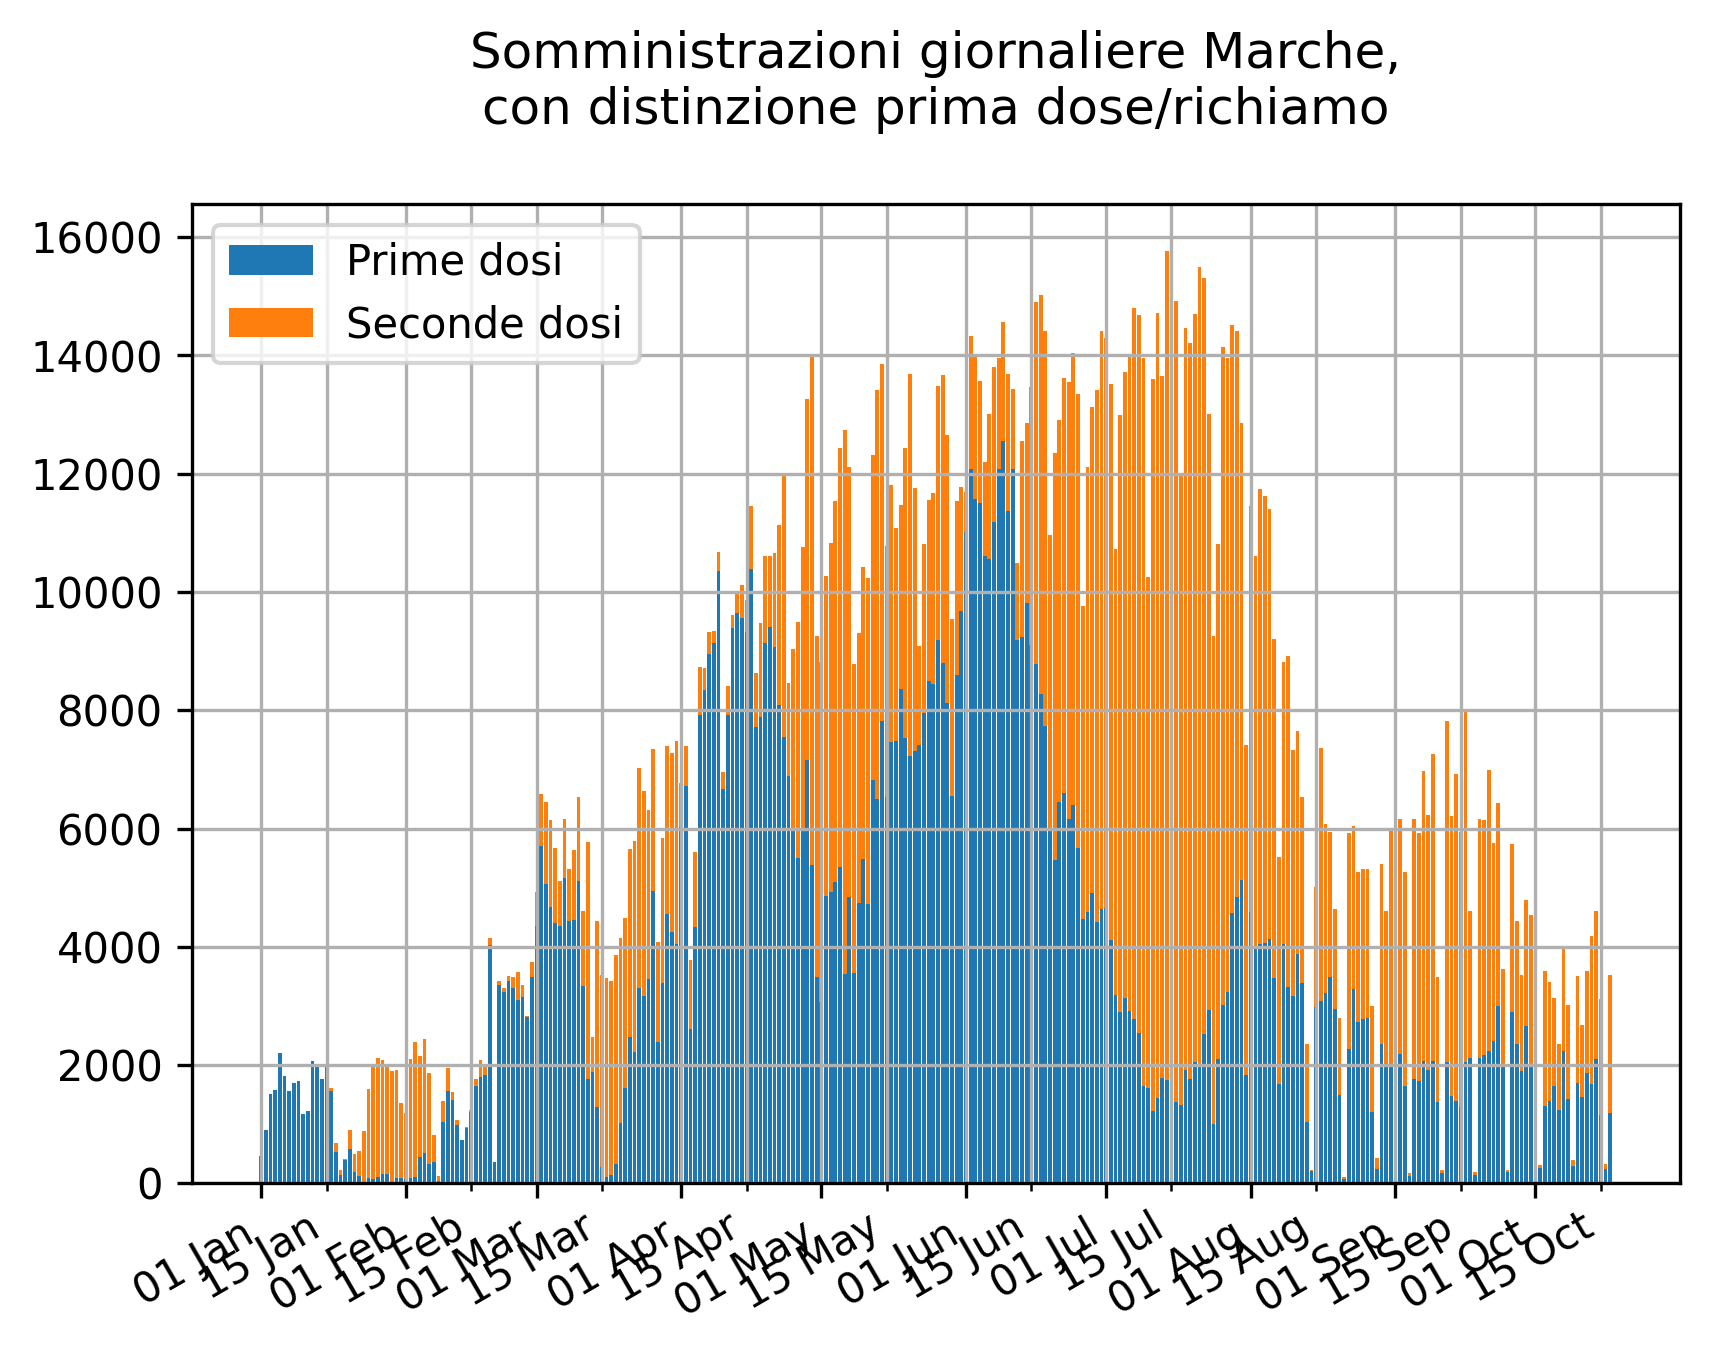 Somministrazioni giornaliere Marche,
con distinzione prima dose/richiamo
Prime dosi
Seconde dosi
16000
14000
12000
10000
8000
6000
4000
2000
0
01 Jan
15 Jan
01 Feb
15 Feb
01 Mar
15 Mar
01 Apr
15 Apr
01 May
15 May
01 Jun
15 Jun
01 Jul
15 Jul
01 Aug
15 Aug
01 Sep
15 Sep
01 Oct
15 Oct